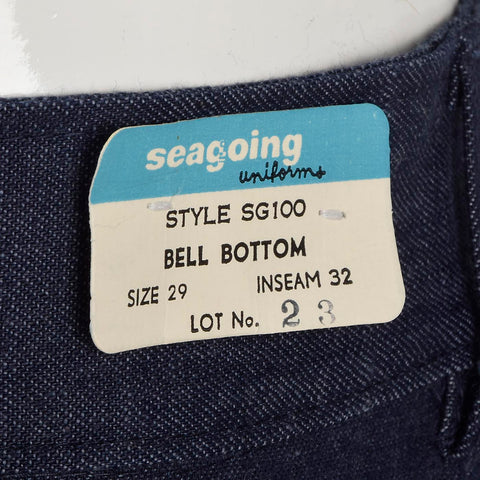 seagoing
uniforms
STYLE SG100
BELL BOTTOM
SIZE 29 INSEAM 32
LOT No. 23